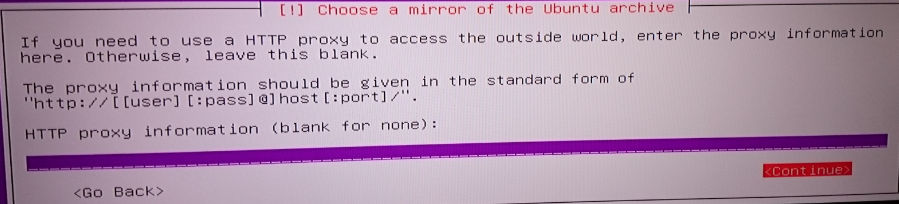 [!] Choose a mirror of the Ubuntu archive
If you need to use a HTTP proxy to access the outside world, enter the proxy information
here. Otherwise, leave this blank.
The proxy information should be given in the standard form of
"http://[[user][:pass]@]host[:port]/".
HTTP proxy information (blank for none):
<Continue>
<Go Back>